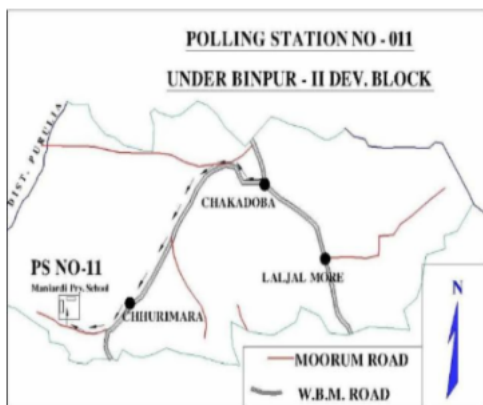 POLLING STATION NO - 011
UNDER BINPUR - II DEV. BLOCK
DIST. PURULIA
CHAKADOBA
PS NO-11
Maniardi Pry. School
LALJAL MORE
CHHURIMARA
N
MOORUM ROAD
W.B.M. ROAD